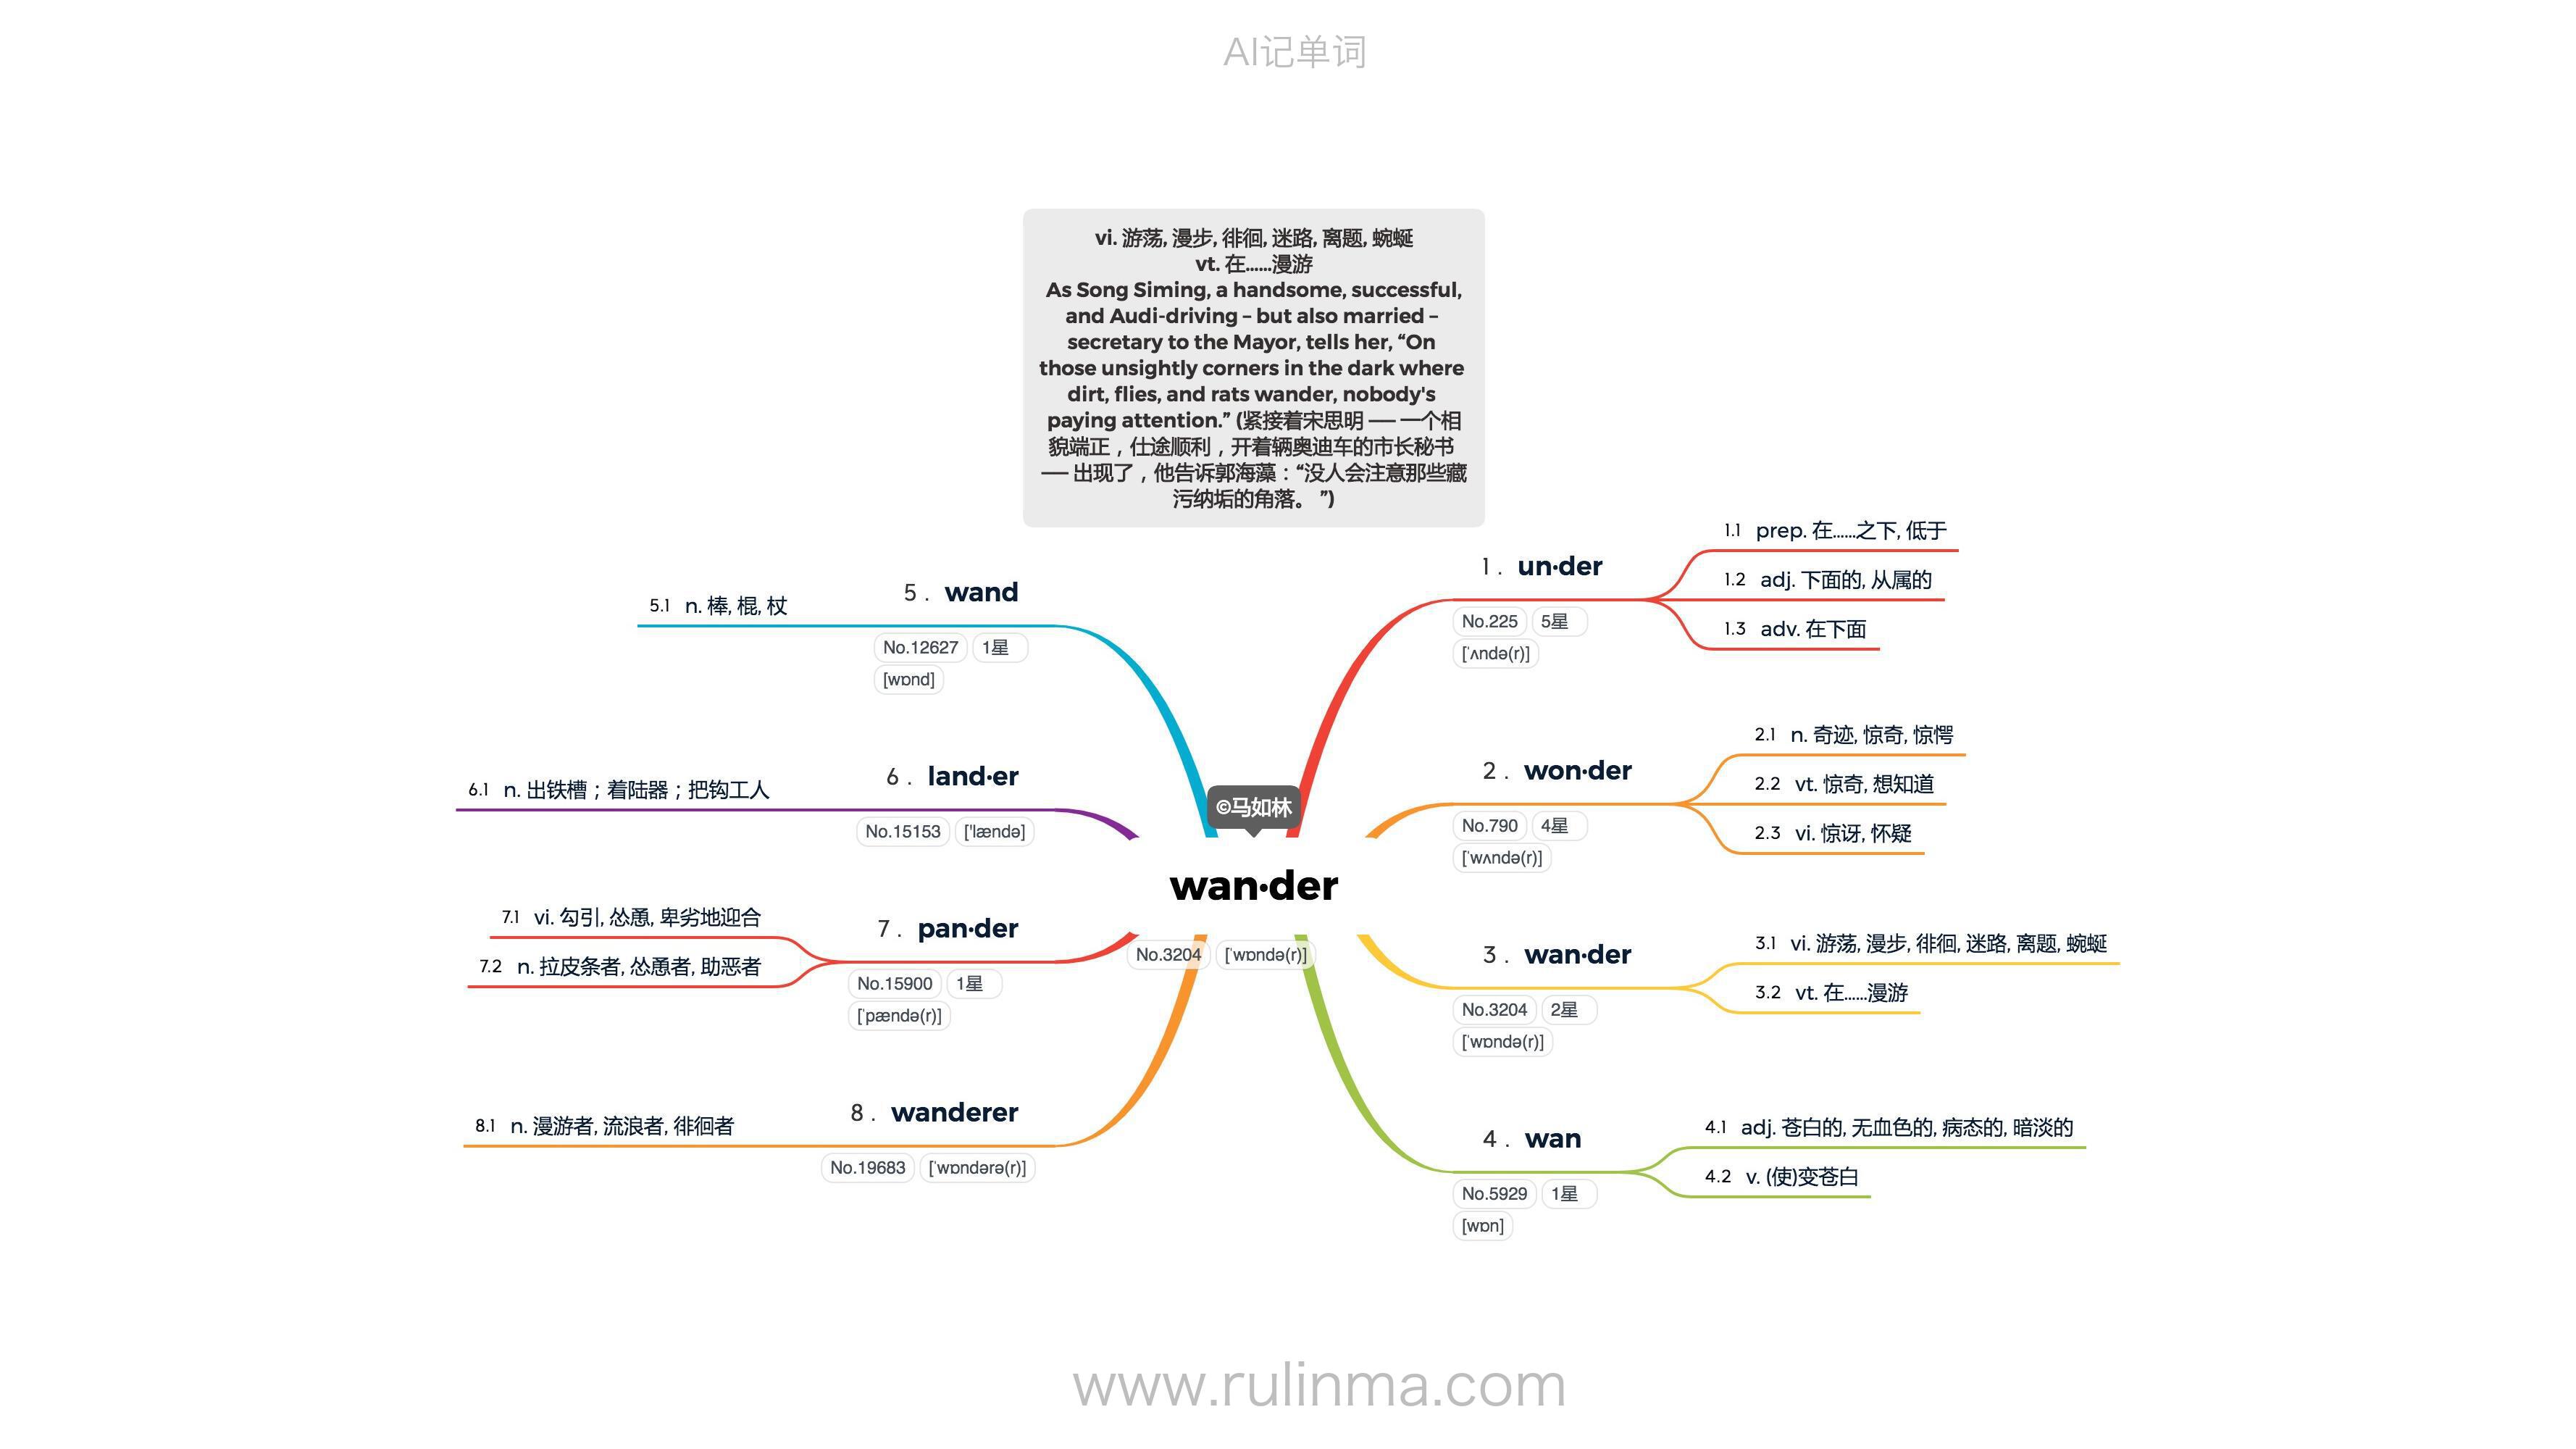 AI记单词
vi. 游荡, 漫步, 徘徊, 迷路, 离题, 蜿蜒
vt. 在……漫游
As Song Siming, a handsome, successful,
and Audi-driving – but also married –
secretary to the Mayor, tells her, “On
those unsightly corners in the dark where
dirt, flies, and rats wander, nobody's
paying attention.” (紧接着宋思明 —— 一个相
貌端正，仕途顺利，开着辆奥迪车的市长秘书
—— 出现了，他告诉郭海藻：“没人会注意那些藏
污纳垢的角落。 ”)
©马如林
wan·der
No.3204 [ˈwɒndə(r)]
1 . un·der
No.225 5星
[ˈʌndə(r)]
1.1 prep. 在……之下, 低于
1.2 adj. 下面的, 从属的
1.3 adv. 在下面
2 . won·der
No.790 4星
[ˈwʌndə(r)]
2.1 n. 奇迹, 惊奇, 惊愕
2.2 vt. 惊奇, 想知道
2.3 vi. 惊讶, 怀疑
3 . wan·der
No.3204 2星
[ˈwɒndə(r)]
3.1 vi. 游荡, 漫步, 徘徊, 迷路, 离题, 蜿蜒
3.2 vt. 在……漫游
4 . wan
No.5929 1星
[wɒn]
4.1 adj. 苍白的, 无血色的, 病态的, 暗淡的
4.2 v. (使)变苍白
5 . wand
No.12627 1星
[wɒnd]
5.1 n. 棒, 棍, 杖
6 . land·er
No.15153 ['lændə]
6.1 n. 出铁槽；着陆器；把钩工人
7 . pan·der
No.15900 1星
[ˈpændə(r)]
7.1 vi. 勾引, 怂恿, 卑劣地迎合
7.2 n. 拉皮条者, 怂恿者, 助恶者
8 . wanderer
No.19683 [ˈwɒndərə(r)]
8.1 n. 漫游者, 流浪者, 徘徊者
www.rulinma.com